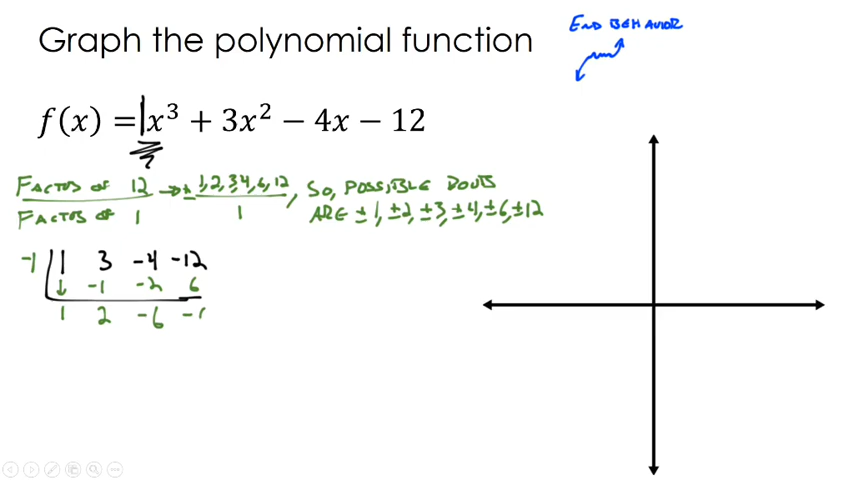 Graph the polynomial function
END BEHAVIOR
f(x) = 1x³ + 3x² − 4x − 12
FACTORS OF 12 → ± 1, 2, 3, 4, 6, 12, SO, POSSIBLE ROOTS
FACTORS OF 1 1 ARE ± 1, ± 2, ± 3, ± 4, ± 6, ± 12
-1 | 1 3 -4 -12
↓ -1 -2 6
1 2 -6